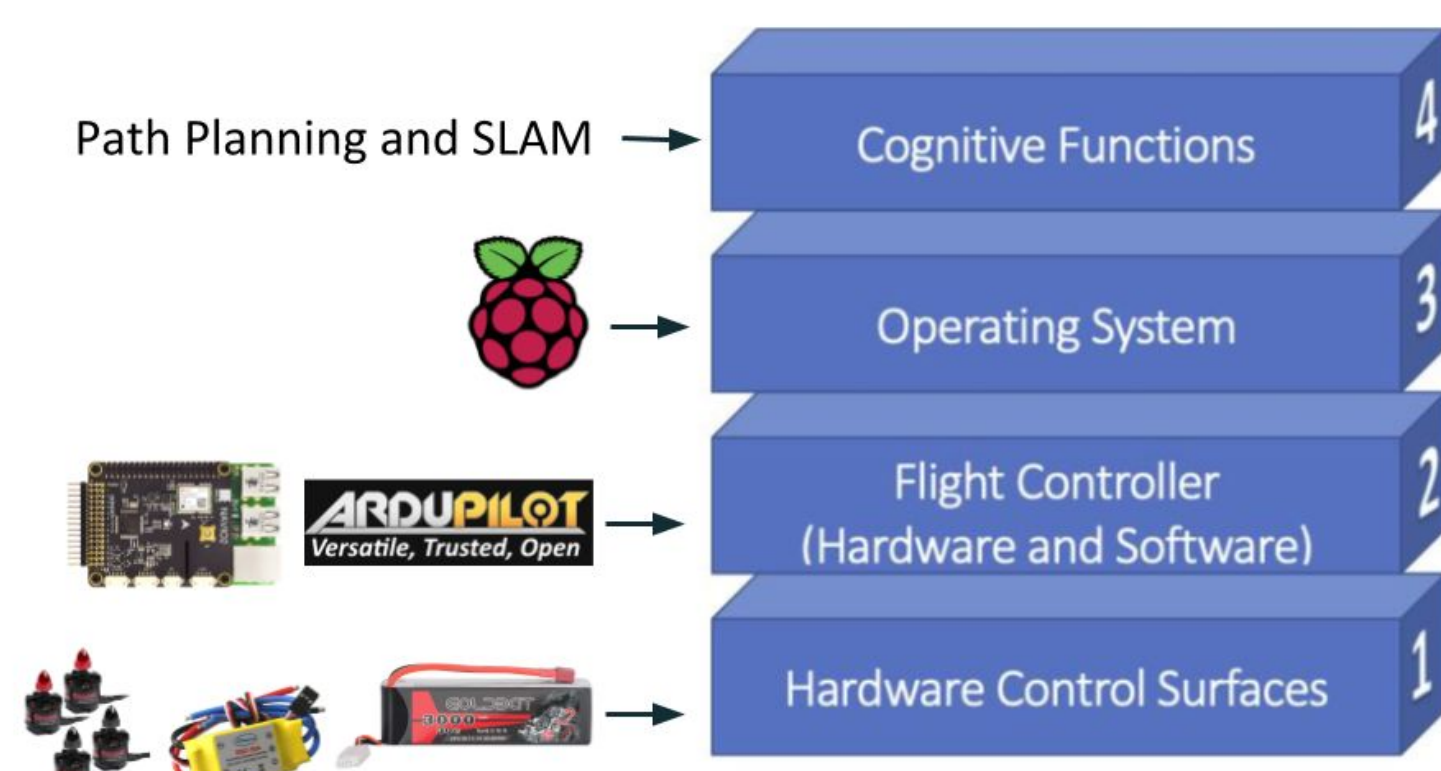 Path Planning and SLAM
Cognitive Functions
4
Operating System
3
ARDUPILOT
Versatile, Trusted, Open
Flight Controller
(Hardware and Software)
2
3000
Hardware Control Surfaces
1